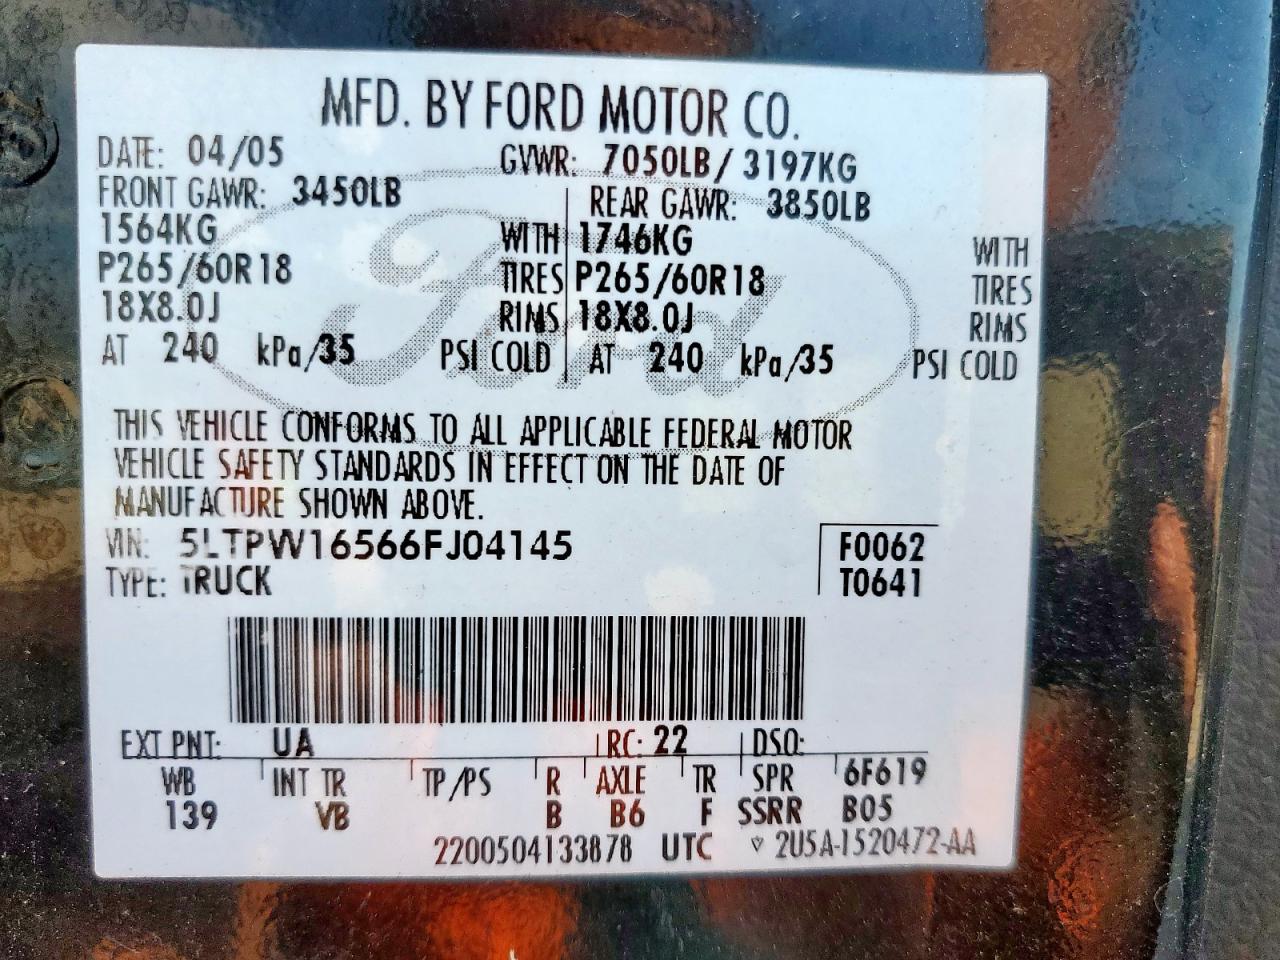 MFD. BY FORD MOTOR CO.
DATE: 04/05 GVWR: 7050LB/ 3197KG
FRONT GAWR: 3450LB REAR GAWR: 3850LB
1564KG WITH 1746KG WITH
P265/60R18 TIRES P265/60R18 TIRES
18X8.0J RIMS 18X8.0J RIMS
AT 240 kPa/35 PSI COLD AT 240 kPa/35 PSI COLD
Ford
THIS VEHICLE CONFORMS TO ALL APPLICABLE FEDERAL MOTOR
VEHICLE SAFETY STANDARDS IN EFFECT ON THE DATE OF
MANUFACTURE SHOWN ABOVE.
VIN: 5LTPW16566FJ04145 F0062
TYPE: TRUCK T0641
EXT PNT: UA RC: 22 DSO:
WB INT TR TP/PS R AXLE TR SPR 6F619
139 VB B B6 F SSRR B05
2200504133878 UTC 2U5A-1520472-AA